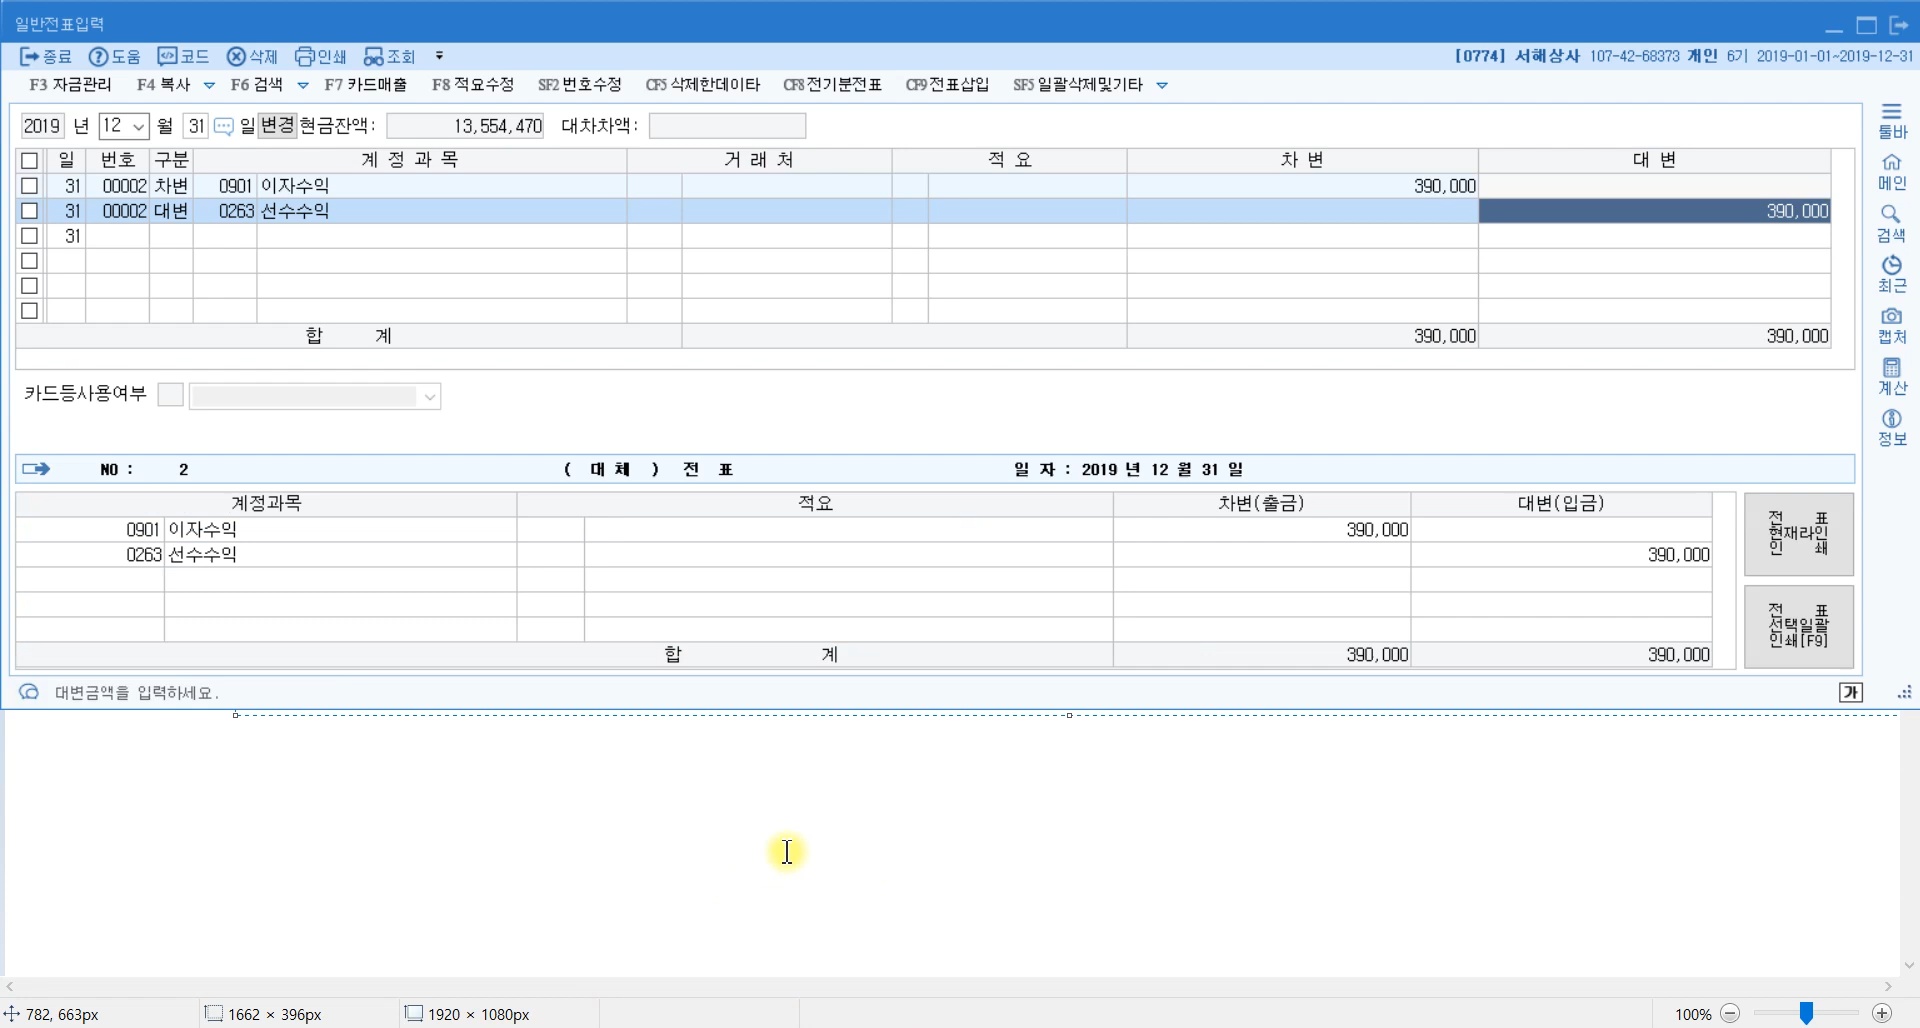 일반전표입력
종료 도움 코드 삭제 인쇄 조회 [0774] 서해상사 107-42-68373 개인 6기 2019-01-01~2019-12-31
F3 자금관리 F4 복사 F6 검색 F7 카드매출 F8 적요수정 SF2 번호수정 CF5 삭제한데이타 CF8 전기분전표 CF9 전표삽입 SF5 일괄삭제및기타
2019 년 12 월 31 일 변경 현금잔액: 13,554,470 대차차액:
일 번호 구분 계 정 과 목 거 래 처 적 요 차 변 대 변
31 00002 차변 0901 이자수익 390,000
31 00002 대변 0263 선수수익 390,000
31
합 계 390,000 390,000
카드등사용여부
NO : 2 ( 대 체 ) 전 표 일 자 : 2019 년 12 월 31 일
계정과목 적요 차변(출금) 대변(입금)
0901 이자수익 390,000
0263 선수수익 390,000
합 계 390,000 390,000
전 표
현재라인
인 쇄
전 표
선택일괄
인쇄[F9]
툴바
메인
검색
최근
캡처
계산
정보
대변금액을 입력하세요. 가
782, 663px 1662 × 396px 1920 × 1080px 100%